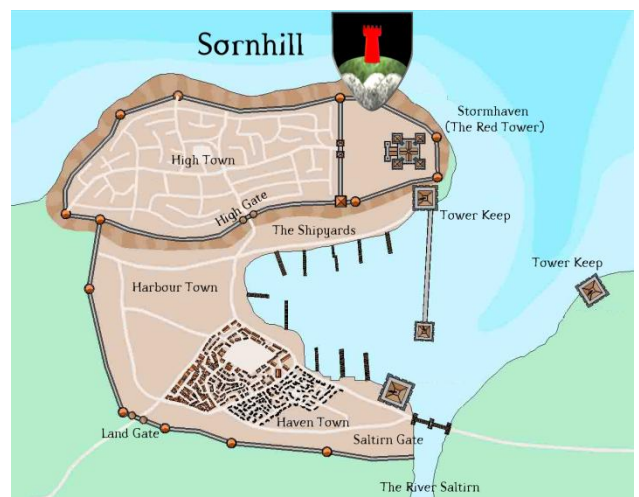 Sørnhill
Stormhaven
(The Red Tower)
High Town
High Gate
Tower Keep
The Shipyards
Tower Keep
Harbour Town
Haven Town
Land Gate
Saltirn Gate
The River Saltirn